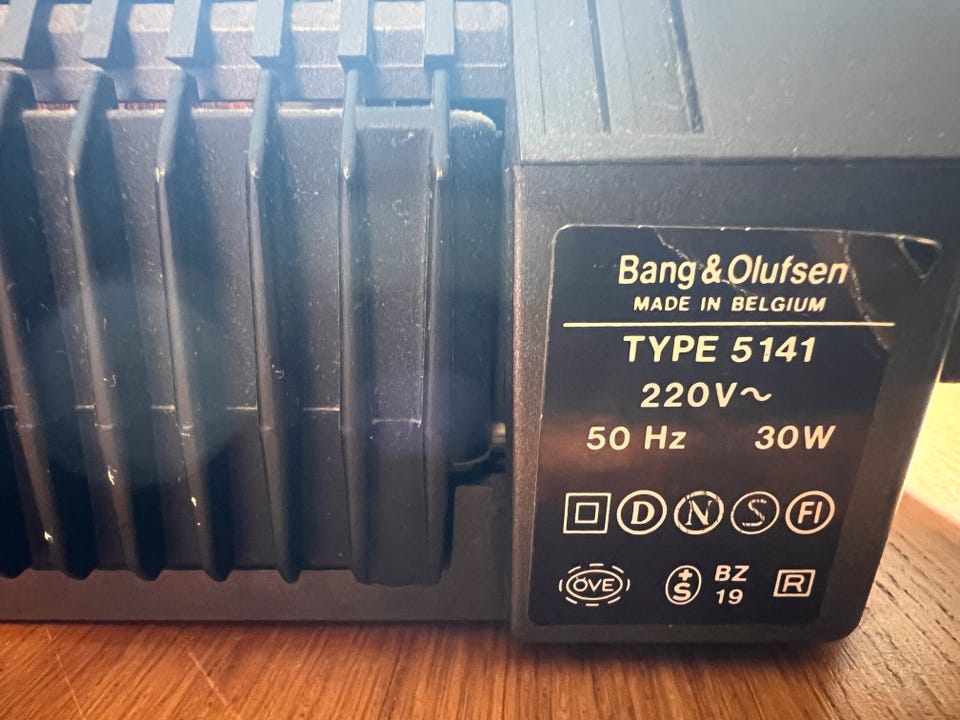 Bang & Olufsen
MADE IN BELGIUM
TYPE 5141
220V~
50 Hz 30W
D N S FI
ÖVE +S BZ 19 R